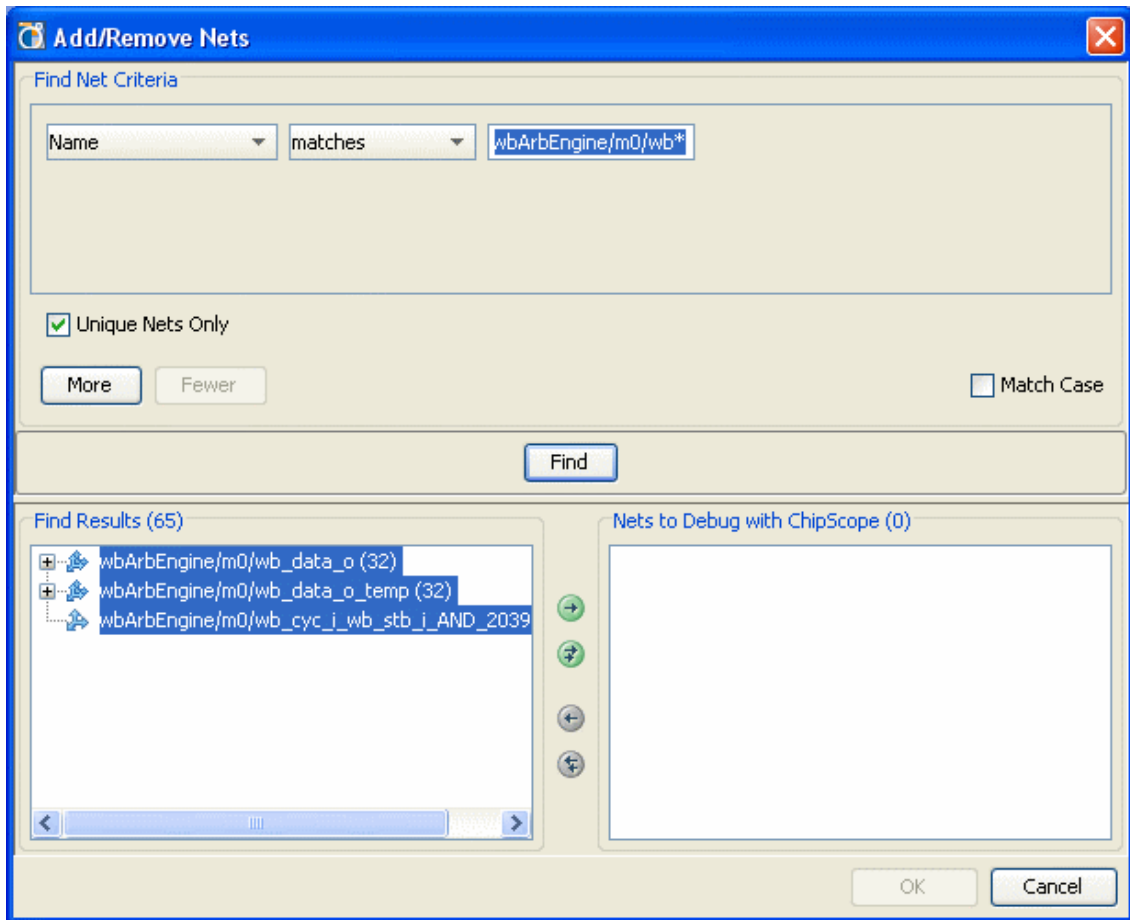 Add/Remove Nets
Find Net Criteria
Name matches wbArbEngine/m0/wb*
Unique Nets Only
More Fewer Match Case
Find
Find Results (65)
wbArbEngine/m0/wb_data_o (32)
wbArbEngine/m0/wb_data_o_temp (32)
wbArbEngine/m0/wb_cyc_i_wb_stb_i_AND_2039
Nets to Debug with ChipScope (0)
OK Cancel